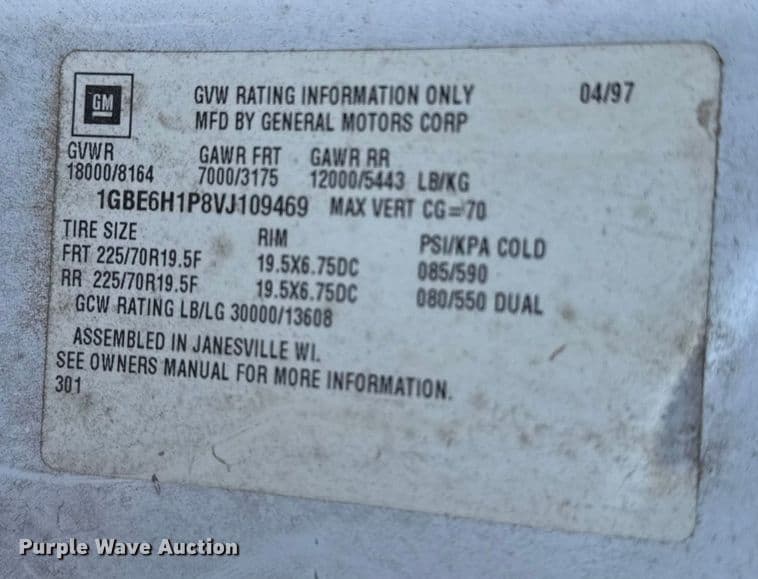 GM
GVW RATING INFORMATION ONLY 04/97
MFD BY GENERAL MOTORS CORP
GVWR GAWR FRT GAWR RR
18000/8164 7000/3175 12000/5443 LB/KG
1GBE6H1P8VJ109469 MAX VERT CG=70
TIRE SIZE RIM PSI/KPA COLD
FRT 225/70R19.5F 19.5X6.75DC 085/590
RR 225/70R19.5F 19.5X6.75DC 080/550 DUAL
GCW RATING LB/LG 30000/13608
ASSEMBLED IN JANESVILLE WI.
SEE OWNERS MANUAL FOR MORE INFORMATION.
301
Purple Wave Auction